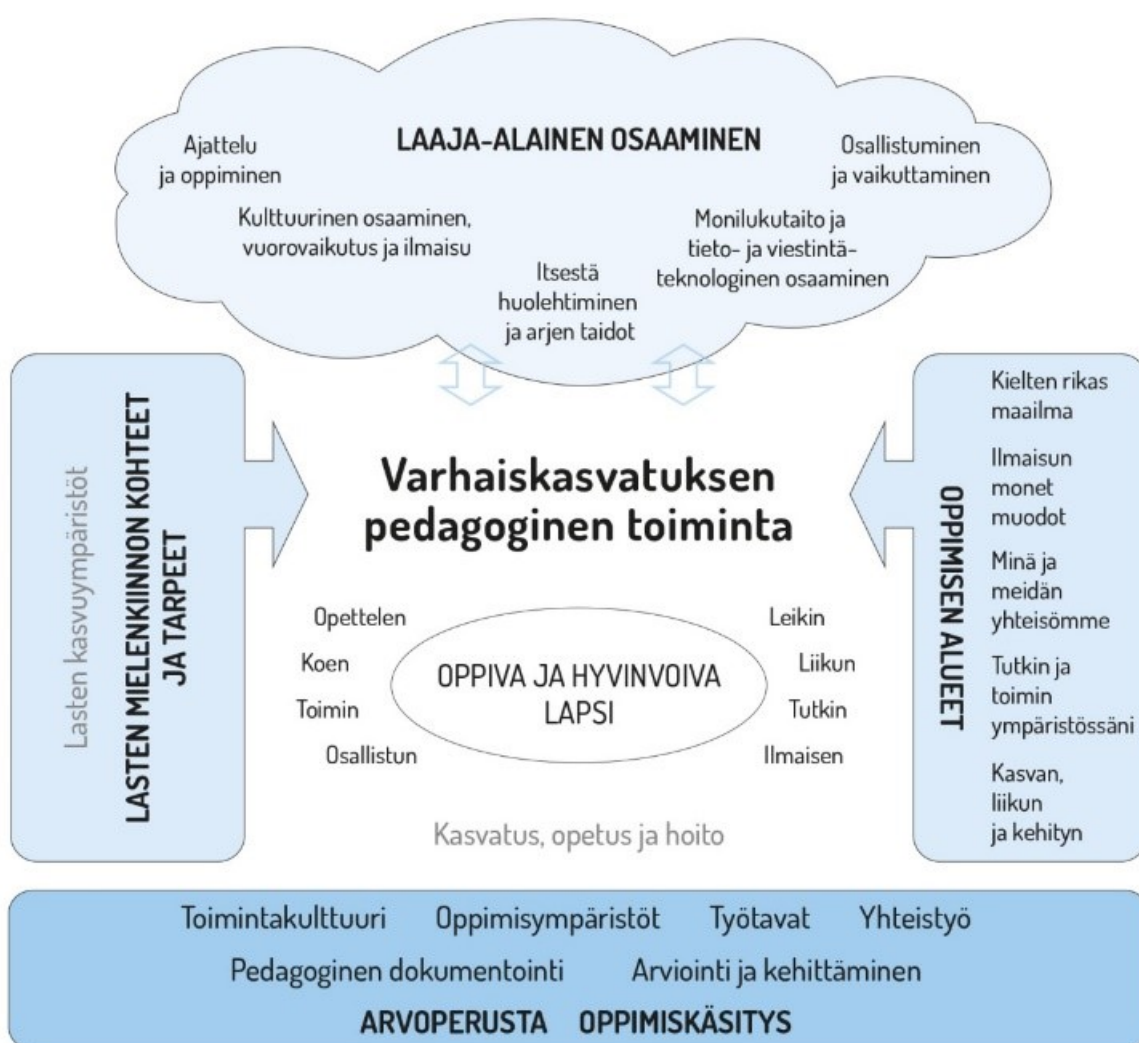 LAAJA-ALAINEN OSAAMINEN
Ajattelu
ja oppiminen
Kulttuurinen osaaminen,
vuorovaikutus ja ilmaisu
Itsestä
huolehtiminen
ja arjen taidot
Monilukutaito ja
tieto- ja viestintä-
teknologinen osaaminen
Osallistuminen
ja vaikuttaminen
Lasten kasvuympäristöt
LASTEN MIELENKIINNON KOHTEET
JA TARPEET
Varhaiskasvatuksen
pedagoginen toiminta
Opettelen
Koen
Toimin
Osallistun
OPPIVA JA HYVINVOIVA
LAPSI
Leikin
Liikun
Tutkin
Ilmaisen
Kasvatus, opetus ja hoito
OPPIMISEN ALUEET
Kielten rikas
maailma
Ilmaisun
monet
muodot
Minä ja
meidän
yhteisömme
Tutkin ja
toimin
ympäristössäni
Kasvan,
liikun
ja kehityn
Toimintakulttuuri Oppimisympäristöt Työtavat Yhteistyö
Pedagoginen dokumentointi Arviointi ja kehittäminen
ARVOPERUSTA OPPIMISKÄSITYS